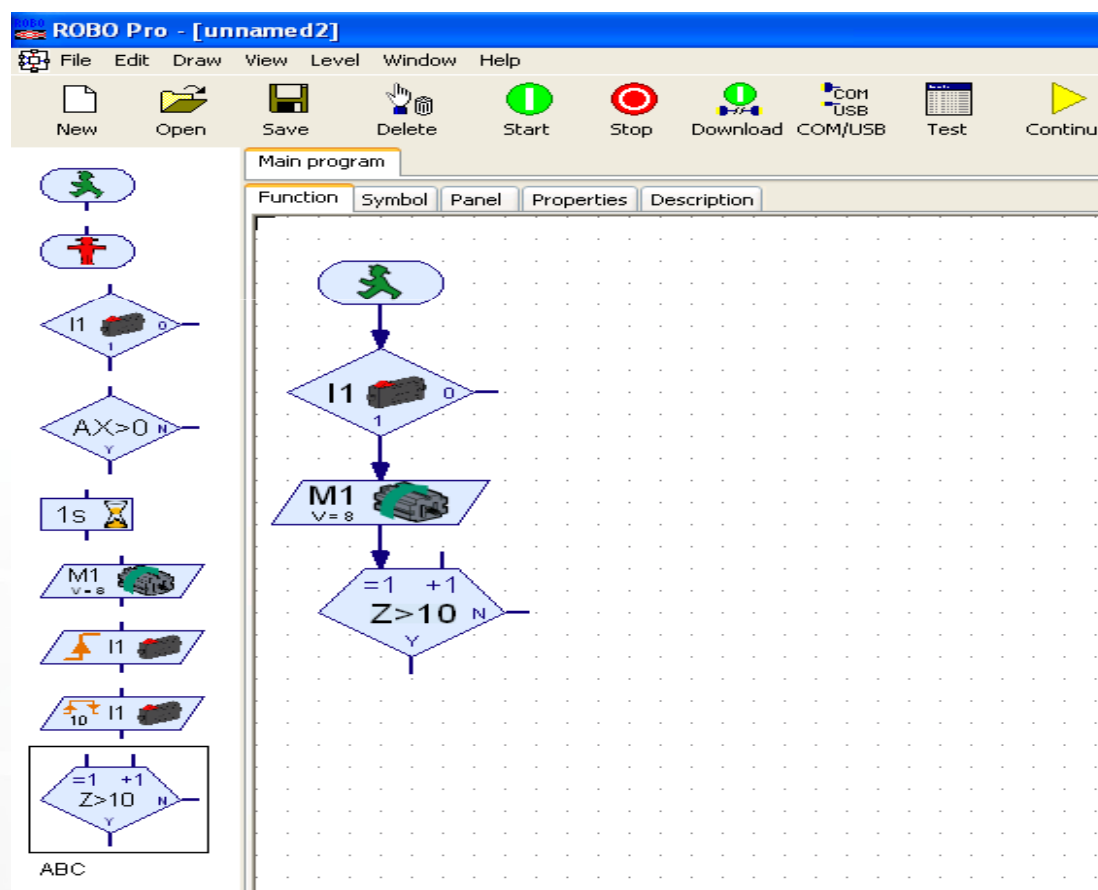 ROBO
ROBO Pro - [unnamed2]
File Edit Draw View Level Window Help
New Open Save Delete Start Stop Download COM/USB Test Continu
COM
USB
Main program
Function Symbol Panel Properties Description
I1 0
1
AX>0 N
Y
1s
M1
V = 8
I1
10 I1
=1 +1
Z>10 N
Y
ABC
I1 0
1
M1
V = 8
=1 +1
Z>10 N
Y